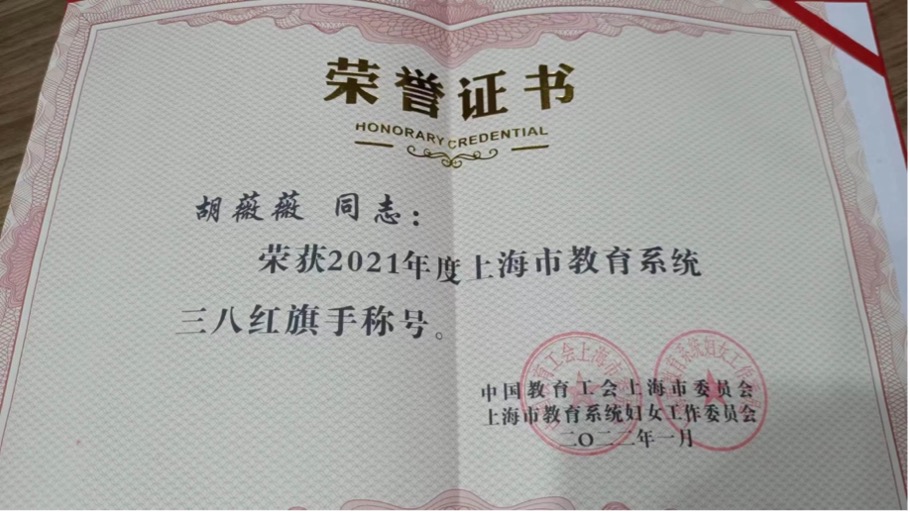 荣誉证书
HONORARY CREDENTIAL
胡薇薇 同志：
荣获2021年度上海市教育系统
三八红旗手称号。
中国教育工会上海市委员会
上海市教育系统妇女工作委员会
二〇二二年一月